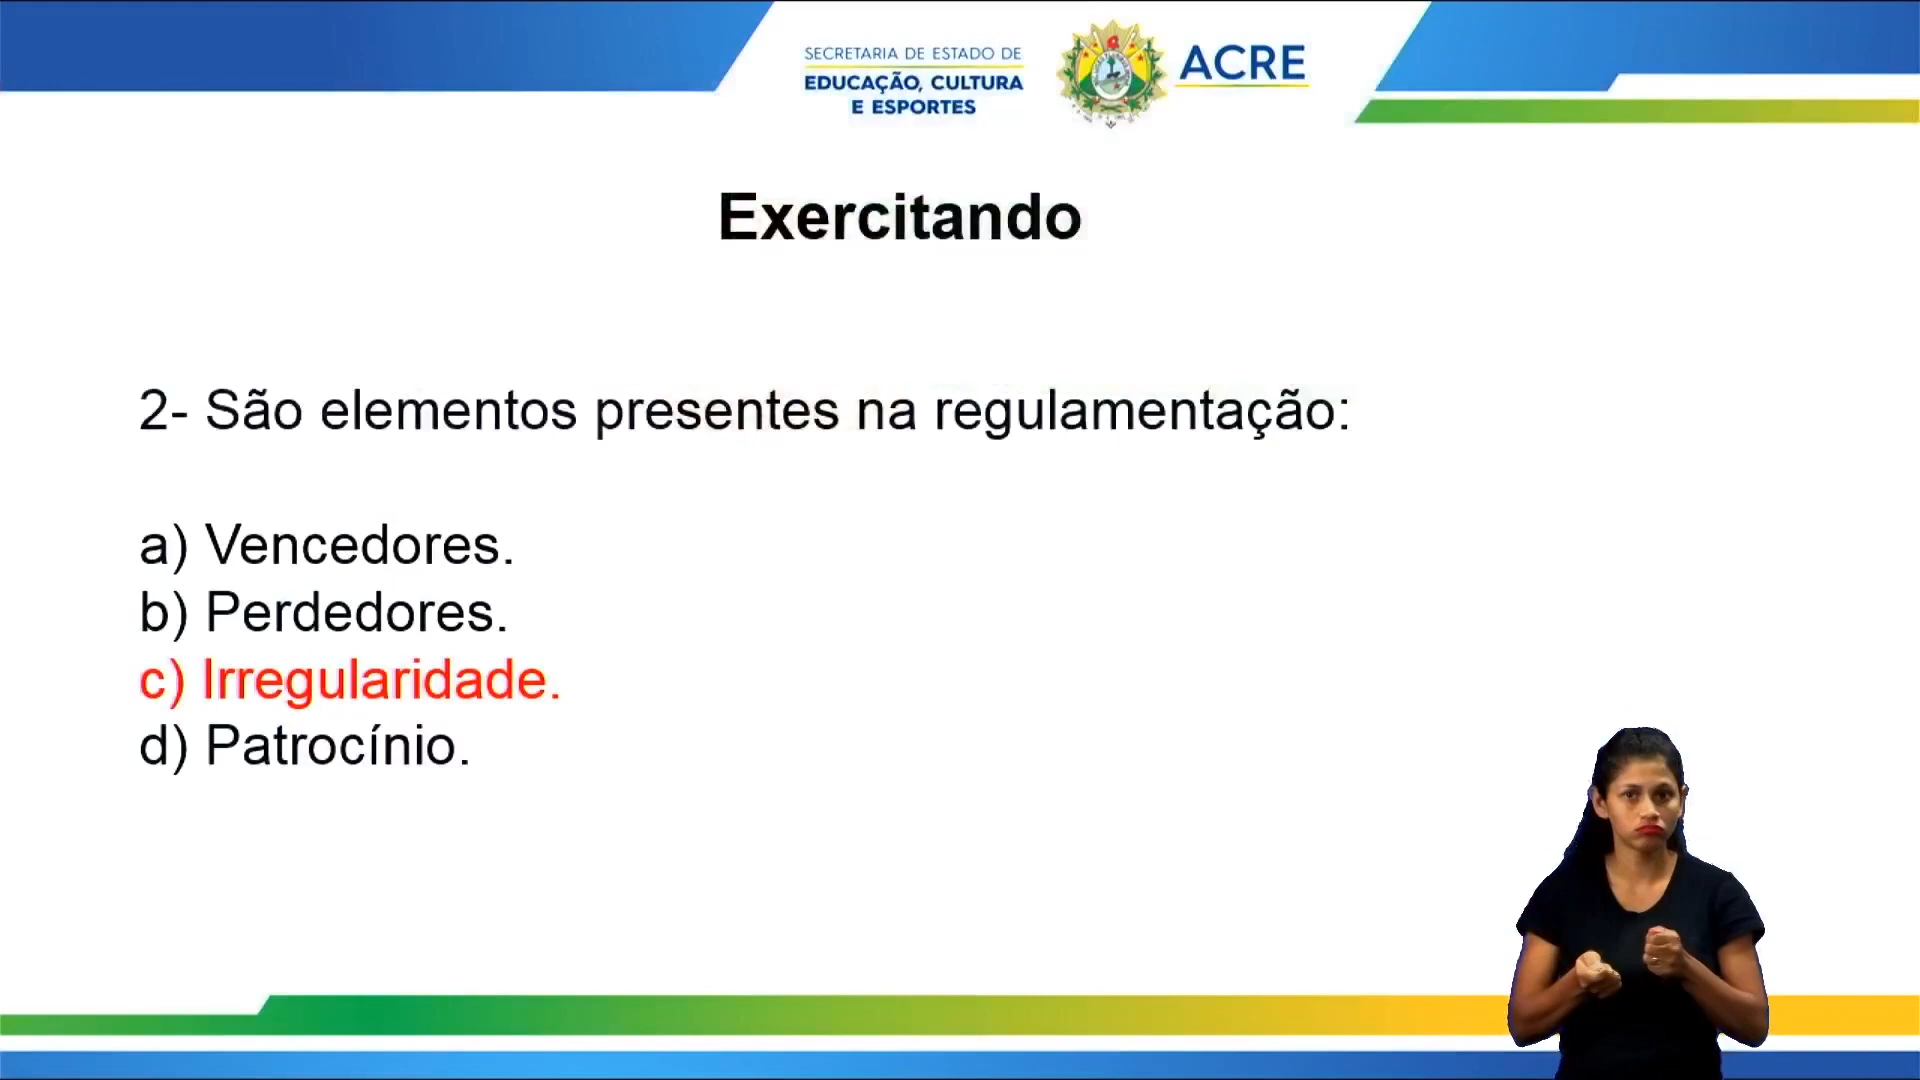 SECRETARIA DE ESTADO DE
EDUCAÇÃO, CULTURA
E ESPORTES
ACRE
Exercitando
2- São elementos presentes na regulamentação:
a) Vencedores.
b) Perdedores.
c) Irregularidade.
d) Patrocínio.